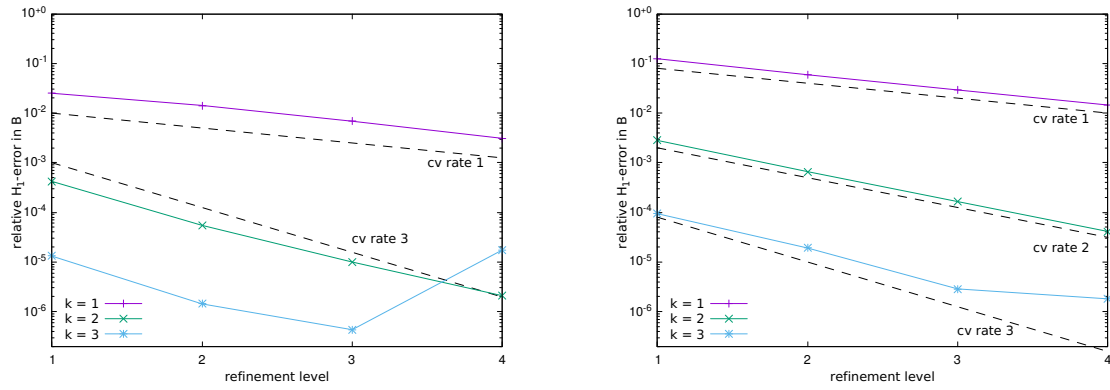 10^+0
10^-1
10^-2
10^-3
10^-4
10^-5
10^-6
relative H₁-error in B
cv rate 1
cv rate 3
k = 1
k = 2
k = 3
1 2 3 4
refinement level
10^+0
10^-1
10^-2
10^-3
10^-4
10^-5
10^-6
relative H₁-error in B
cv rate 1
cv rate 2
cv rate 3
k = 1
k = 2
k = 3
1 2 3 4
refinement level